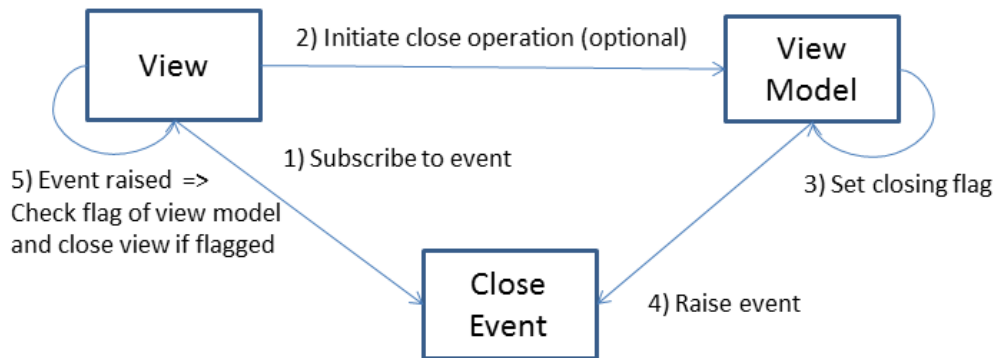 2) Initiate close operation (optional)
View
View
Model
1) Subscribe to event
5) Event raised =>
Check flag of view model
and close view if flagged
3) Set closing flag
Close
Event
4) Raise event